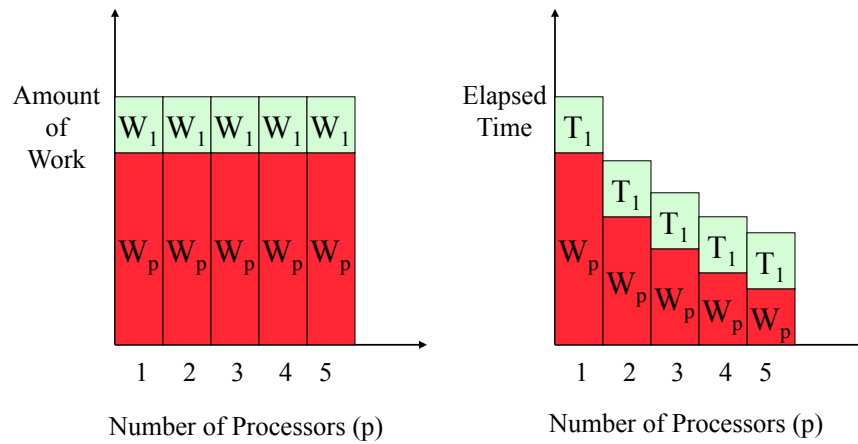 Amount
of
Work
W1 W1 W1 W1 W1
Wp Wp Wp Wp Wp
1 2 3 4 5
Number of Processors (p)
Elapsed
Time
T1
T1
T1
T1
T1
Wp
Wp
Wp
Wp
Wp
1 2 3 4 5
Number of Processors (p)